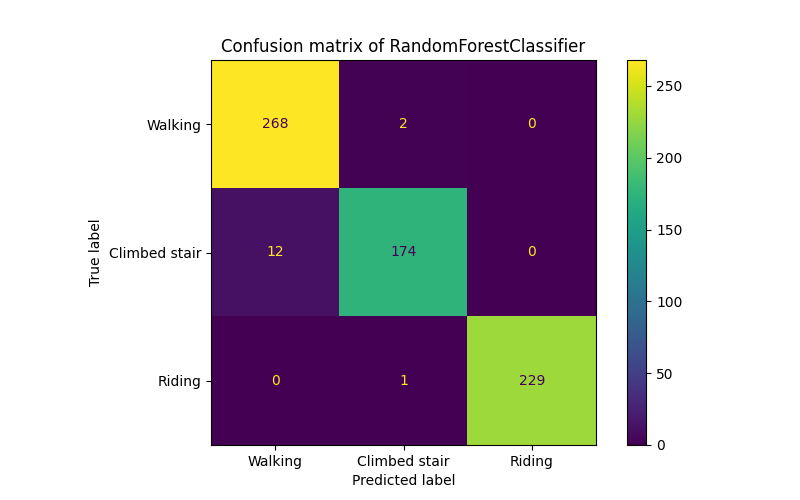 Confusion matrix of RandomForestClassifier
True label
Walking 268 2 0
Climbed stair 12 174 0
Riding 0 1 229
Walking Climbed stair Riding
Predicted label
250
200
150
100
50
0